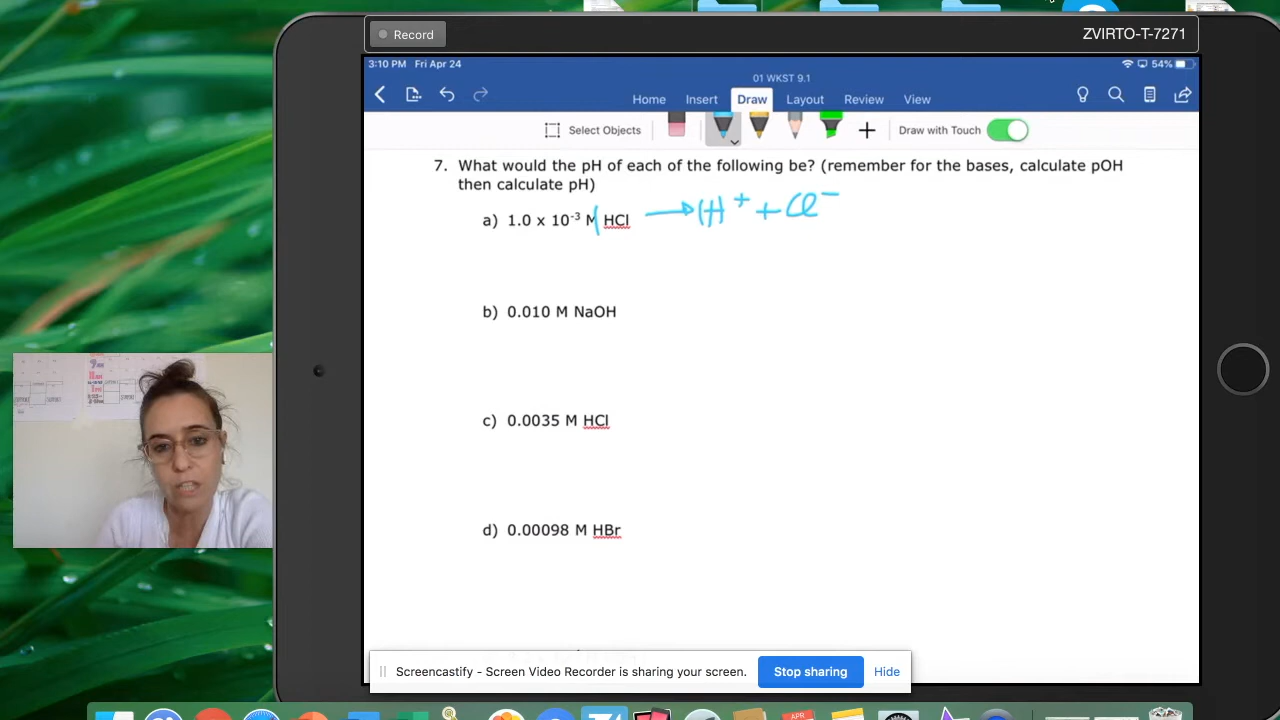 Record
ZVIRTO-T-7271
3:10 PM Fri Apr 24
54%
01 WKST 9.1
Home Insert Draw Layout Review View
Select Objects
Draw with Touch
7. What would the pH of each of the following be? (remember for the bases, calculate pOH
then calculate pH)
a) 1.0 x 10⁻³ M HCl → H⁺ + Cl⁻
b) 0.010 M NaOH
c) 0.0035 M HCl
d) 0.00098 M HBr
Screencastify - Screen Video Recorder is sharing your screen.
Stop sharing
Hide
APR